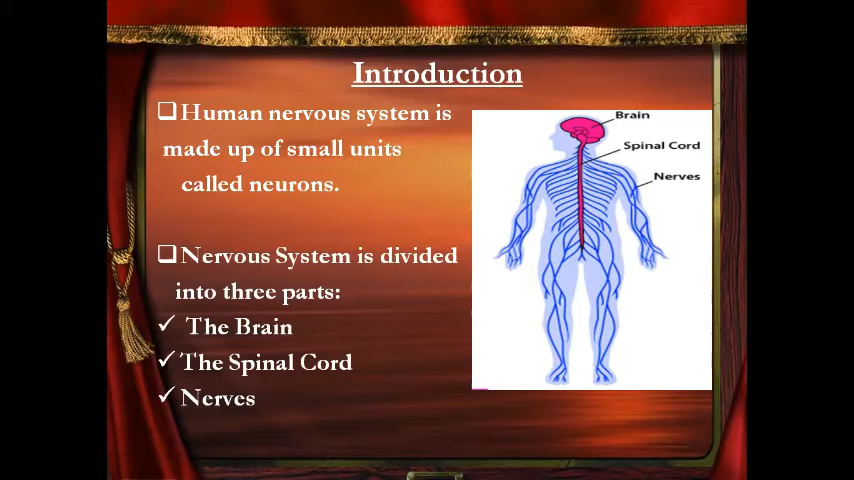 Introduction
Human nervous system is
made up of small units
called neurons.
Nervous System is divided
into three parts:
The Brain
The Spinal Cord
Nerves
Brain
Spinal Cord
Nerves